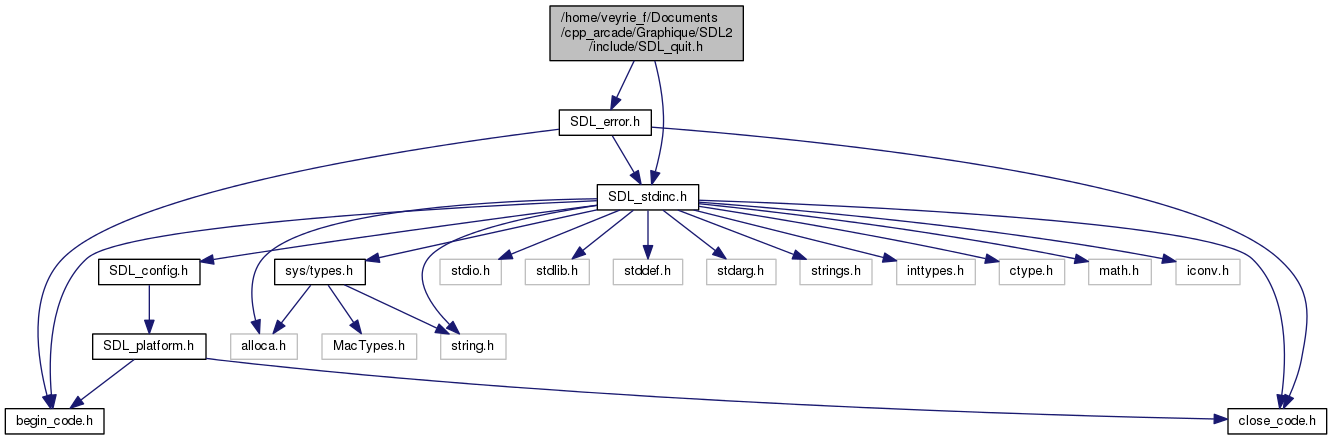 /home/veyrie_f/Documents
/cpp_arcade/Graphique/SDL2
/include/SDL_quit.h
SDL_error.h
SDL_stdinc.h
SDL_config.h
sys/types.h
stdio.h
stdlib.h
stddef.h
stdarg.h
strings.h
inttypes.h
ctype.h
math.h
iconv.h
SDL_platform.h
alloca.h
MacTypes.h
string.h
begin_code.h
close_code.h